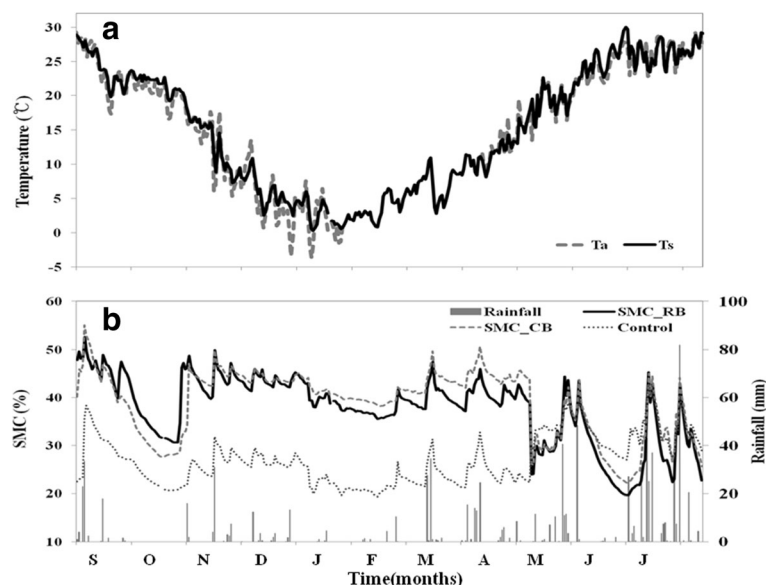 a
30
25
20
15
10
5
0
-5
Temperature (℃)
Ta
Ts
b
60
50
40
30
20
10
SMC (%)
Rainfall
SMC_RB
SMC_CB
Control
100
80
60
40
20
0
Rainfall (mm)
S O N D J F M A M J J
Time(months)